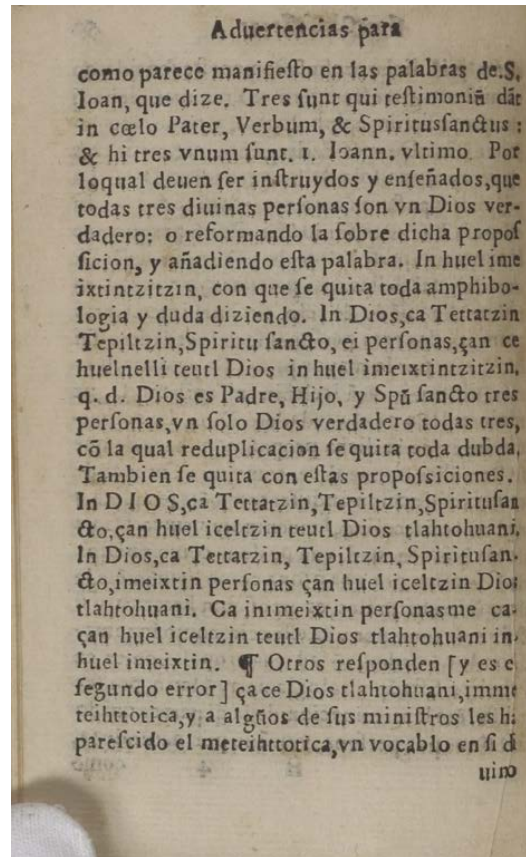 Aduertencias para
como parece manifiesto en las palabras de.S.
Ioan, que dize. Tres sunt qui testimoniũ dãt
in cœlo Pater, Verbum, & Spiritussanctus :
& hi tres vnum sunt. 1. Ioann. vltimo. Por
loqual deuen ser instruydos y enseñados,que
todas tres diuinas personas son vn Dios ver-
dadero: o reformando la sobre dicha propos
sicion, y añadiendo esta palabra. In huel ime
ixtintzitzin, con que se quita toda amphibo-
logia y duda diziendo. In Dios,ca Tettatzin
Tepiltzin,Spiritu sancto, ei personas,çan ce
huelnelli teutl Dios in huel imeixtintzitzin.
q. d. Dios es Padre, Hijo, y Spũ sancto tres
personas,vn solo Dios verdadero todas tres,
cõ la qual reduplicacion se quita toda dubda.
Tambien se quita con estas propossiciones.
In DIOS,ca Tettatzin,Tepiltzin,Spiritusan
cto,çan huel iceltzin teutl Dios tlahtohuani.
In Dios,ca Tettatzin, Tepiltzin, Spiritusan-
cto,imeixtin personas çan huel iceltzin Dios
tlahtohuani. Ca inimeixtin personasme ca-
çan huel iceltzin teutl Dios tlahtohuani in-
huel imeixtin. ¶ Otros responden [y es e
segundo error] ça ce Dios tlahtohuani,imme
teihttotica,y a algũos de sus ministros les ha
parescido el meteihttotica,vn vocablo en si di
uino